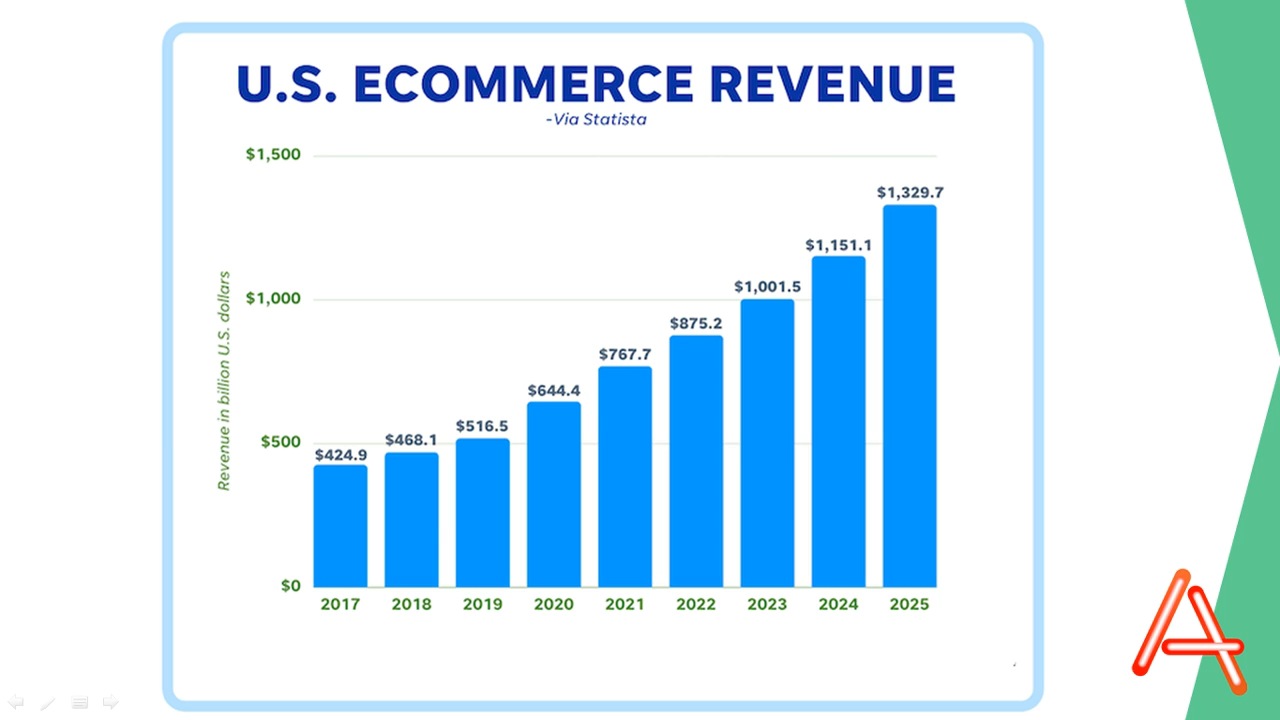 U.S. ECOMMERCE REVENUE
-Via Statista
$1,500
$1,000
$500
$0
Revenue in billion U.S. dollars
$424.9
$468.1
$516.5
$644.4
$767.7
$875.2
$1,001.5
$1,151.1
$1,329.7
2017 2018 2019 2020 2021 2022 2023 2024 2025
A